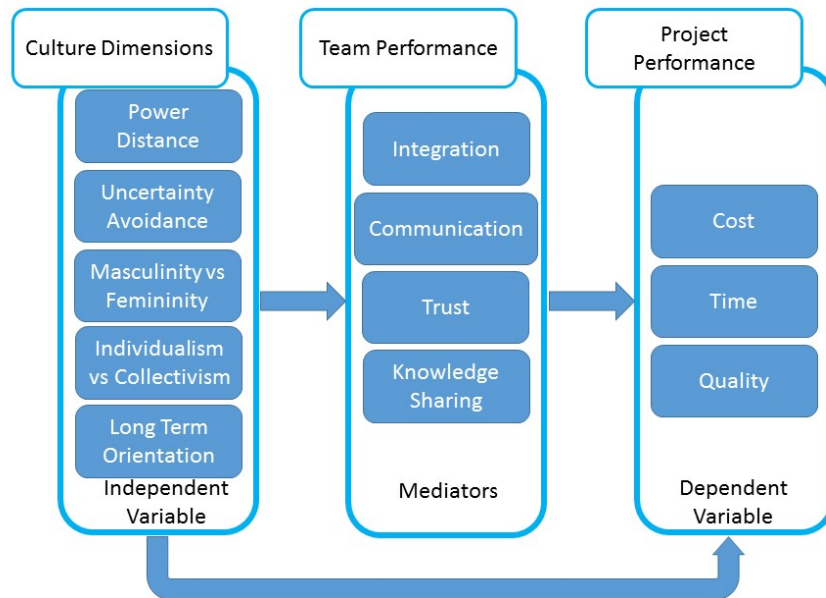 Culture Dimensions
Power
Distance
Uncertainty
Avoidance
Masculinity vs
Femininity
Individualism
vs Collectivism
Long Term
Orientation
Independent
Variable
Team Performance
Integration
Communication
Trust
Knowledge
Sharing
Mediators
Project
Performance
Cost
Time
Quality
Dependent
Variable